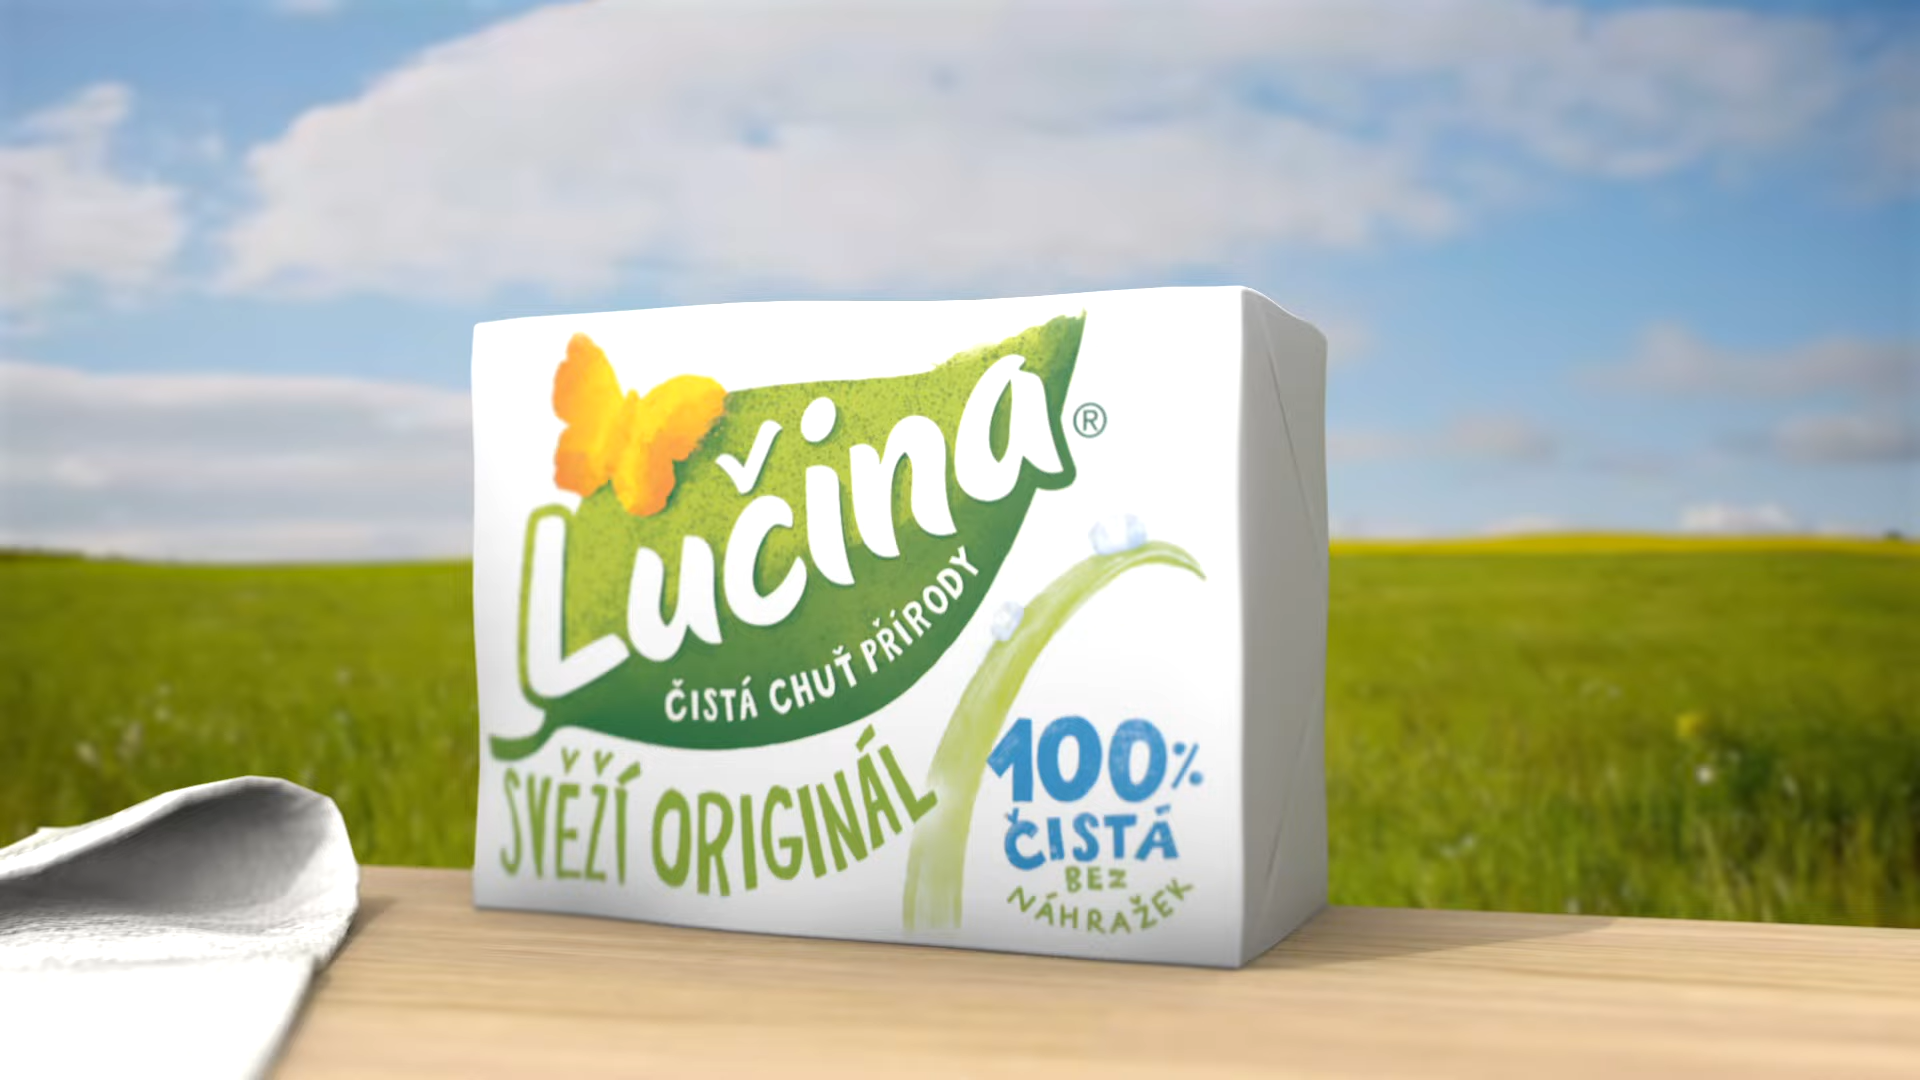 Lučina®
ČISTÁ CHUŤ PŘÍRODY
SVĚŽÍ ORIGINÁL
100%
ČISTÁ
BEZ
NÁHRAŽEK